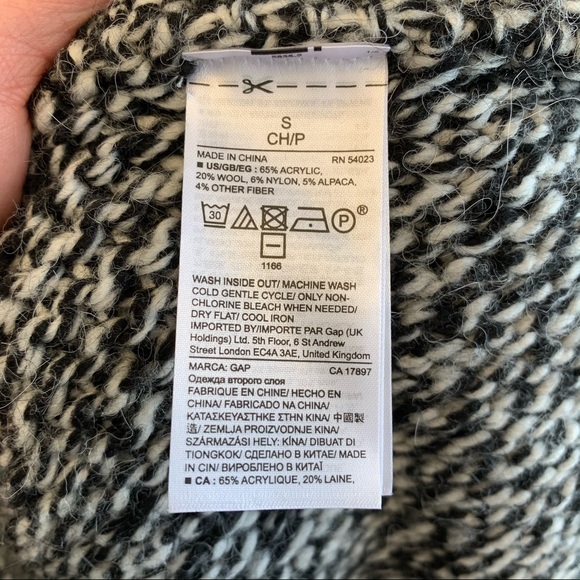 S
CH/P
MADE IN CHINA RN 54023
■ US/GB/EG : 65% ACRYLIC,
20% WOOL, 6% NYLON, 5% ALPACA,
4% OTHER FIBER
30 P ®
1166
WASH INSIDE OUT/ MACHINE WASH
COLD GENTLE CYCLE/ ONLY NON-
CHLORINE BLEACH WHEN NEEDED/
DRY FLAT/ COOL IRON
IMPORTED BY/IMPORTE PAR Gap (UK
Holdings) Ltd. 5th Floor, 6 St Andrew
Street London EC4A 3AE, United Kingdom
MARCA: GAP CA 17897
Одежда второго слоя
FABRIQUE EN CHINE/ HECHO EN
CHINA/ FABRICADO NA CHINA/
ΚΑΤΑΣΚΕΥΑΣΤΗΚΕ ΣΤΗΝ ΚΙΝΑ/ 中國製
造/ ZEMLJA PROIZVODNJE KINA/
SZÁRMAZÁSI HELY: KÍNA/ DIBUAT DI
TIONGKOK/ СДЕЛАНО В КИТАЕ/ MADE
IN CIN/ ВИРОБЛЕНО В КИТАЇ
■ CA : 65% ACRYLIQUE, 20% LAINE,